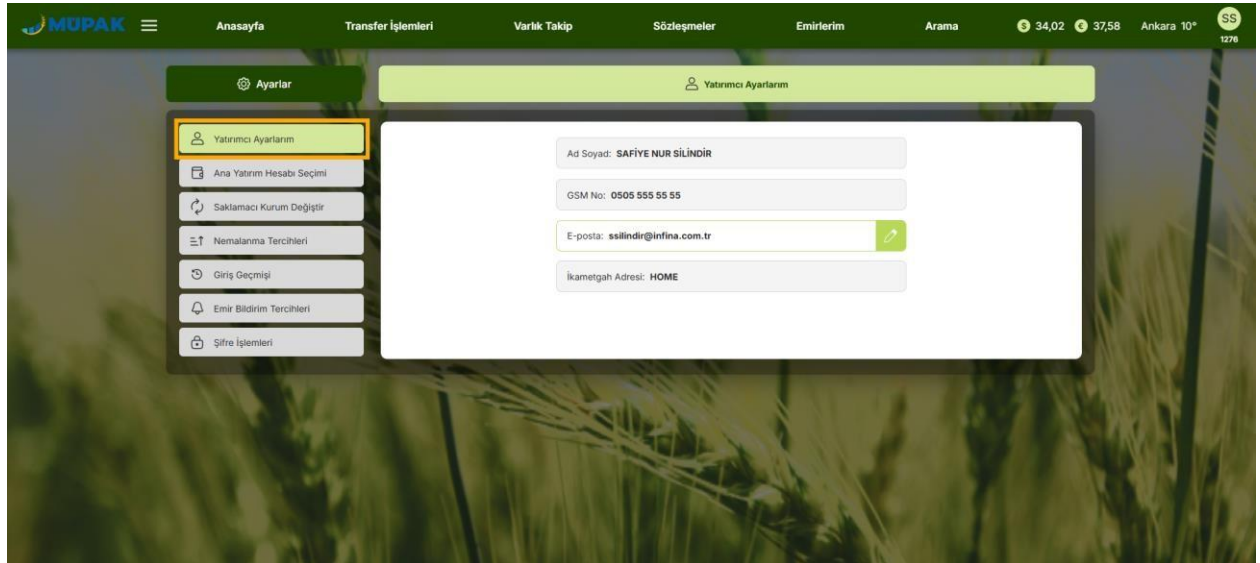 MÜPAK Anasayfa Transfer İşlemleri Varlık Takip Sözleşmeler Emirlerim Arama $ 34,02 € 37,58 Ankara 10° SS
1276
Ayarlar Yatırımcı Ayarlarım
Yatırımcı Ayarlarım
Ana Yatırım Hesabı Seçimi
Saklamacı Kurum Değiştir
Nemalanma Tercihleri
Giriş Geçmişi
Emir Bildirim Tercihleri
Şifre İşlemleri
Ad Soyad: SAFİYE NUR SİLİNDİR
GSM No: 0505 555 55 55
E-posta: ssilindir@infina.com.tr
İkametgah Adresi: HOME